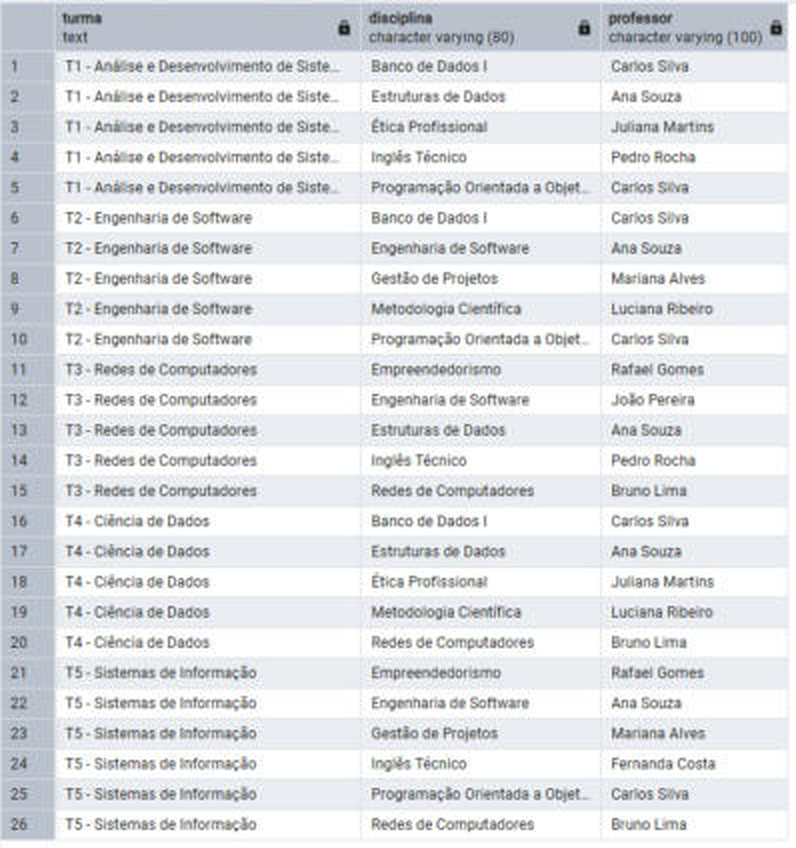 turma disciplina professor
text character varying (80) character varying (100)
1 T1 - Análise e Desenvolvimento de Siste... Banco de Dados I Carlos Silva
2 T1 - Análise e Desenvolvimento de Siste... Estruturas de Dados Ana Souza
3 T1 - Análise e Desenvolvimento de Siste... Ética Profissional Juliana Martins
4 T1 - Análise e Desenvolvimento de Siste... Inglês Técnico Pedro Rocha
5 T1 - Análise e Desenvolvimento de Siste... Programação Orientada a Objet... Carlos Silva
6 T2 - Engenharia de Software Banco de Dados I Carlos Silva
7 T2 - Engenharia de Software Engenharia de Software Ana Souza
8 T2 - Engenharia de Software Gestão de Projetos Mariana Alves
9 T2 - Engenharia de Software Metodologia Científica Luciana Ribeiro
10 T2 - Engenharia de Software Programação Orientada a Objet... Carlos Silva
11 T3 - Redes de Computadores Empreendedorismo Rafael Gomes
12 T3 - Redes de Computadores Engenharia de Software João Pereira
13 T3 - Redes de Computadores Estruturas de Dados Ana Souza
14 T3 - Redes de Computadores Inglês Técnico Pedro Rocha
15 T3 - Redes de Computadores Redes de Computadores Bruno Lima
16 T4 - Ciência de Dados Banco de Dados I Carlos Silva
17 T4 - Ciência de Dados Estruturas de Dados Ana Souza
18 T4 - Ciência de Dados Ética Profissional Juliana Martins
19 T4 - Ciência de Dados Metodologia Científica Luciana Ribeiro
20 T4 - Ciência de Dados Redes de Computadores Bruno Lima
21 T5 - Sistemas de Informação Empreendedorismo Rafael Gomes
22 T5 - Sistemas de Informação Engenharia de Software Ana Souza
23 T5 - Sistemas de Informação Gestão de Projetos Mariana Alves
24 T5 - Sistemas de Informação Inglês Técnico Fernanda Costa
25 T5 - Sistemas de Informação Programação Orientada a Objet... Carlos Silva
26 T5 - Sistemas de Informação Redes de Computadores Bruno Lima